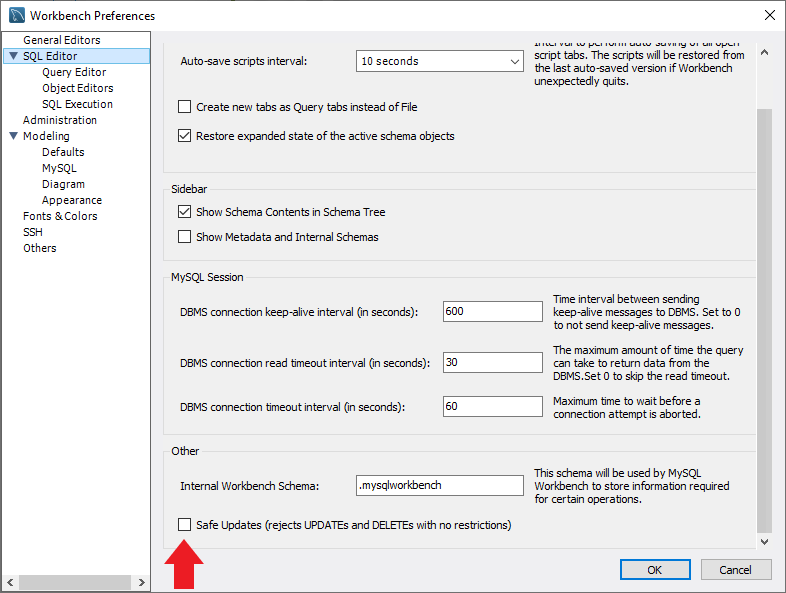 Workbench Preferences
General Editors
SQL Editor
Query Editor
Object Editors
SQL Execution
Administration
Modeling
Defaults
MySQL
Diagram
Appearance
Fonts & Colors
SSH
Others
Auto-save scripts interval:
10 seconds
Interval to perform auto-saving of all open
script tabs. The scripts will be restored from
the last auto-saved version if Workbench
unexpectedly quits.
Create new tabs as Query tabs instead of File
Restore expanded state of the active schema objects
Sidebar
Show Schema Contents in Schema Tree
Show Metadata and Internal Schemas
MySQL Session
DBMS connection keep-alive interval (in seconds):
600
Time interval between sending
keep-alive messages to DBMS. Set to 0
to not send keep-alive messages.
DBMS connection read timeout interval (in seconds):
30
The maximum amount of time the query
can take to return data from the
DBMS.Set 0 to skip the read timeout.
DBMS connection timeout interval (in seconds):
60
Maximum time to wait before a
connection attempt is aborted.
Other
Internal Workbench Schema:
.mysqlworkbench
This schema will be used by MySQL
Workbench to store information required
for certain operations.
Safe Updates (rejects UPDATEs and DELETEs with no restrictions)
OK
Cancel